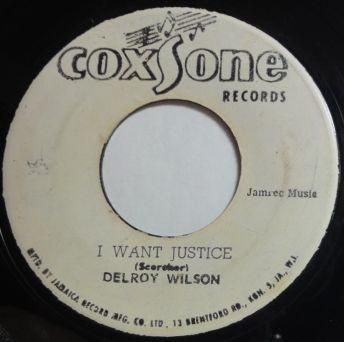 coxsone
RECORDS
Jamrec Music
I WANT JUSTICE
(Scorcher)
DELROY WILSON
MFTD. BY JAMAICA RECORD MFG. CO. LTD., 13 BRENTFORD RD., KGN. 5, JA., W.I.